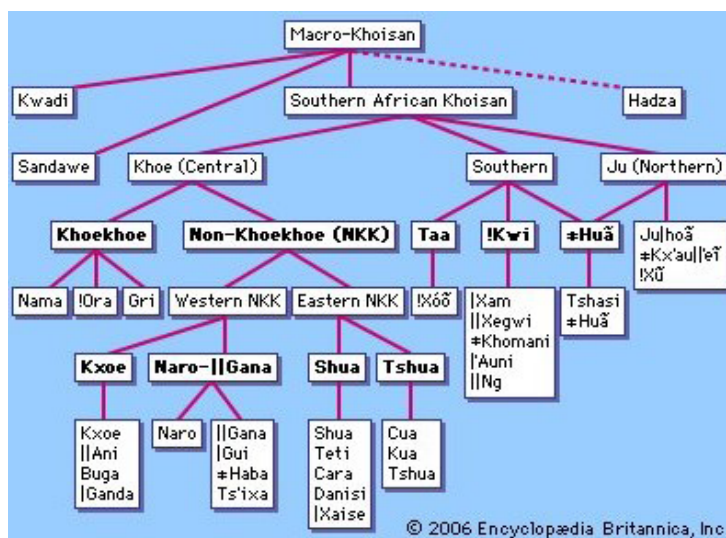 Macro-Khoisan
Kwadi
Southern African Khoisan
Hadza
Sandawe
Khoe (Central)
Southern
Ju (Northern)
Khoekhoe
Non-Khoekhoe (NKK)
Taa
!Kwi
ǂHuã
Ju|hoã
ǂKx'au||'eĩ
!Xũ
Nama
!Ora
Gri
Western NKK
Eastern NKK
!Xóõ
|Xam
||Xegwi
ǂKhomani
|'Auni
||Ng
Tshasi
ǂHuã
Kxoe
Naro-||Gana
Shua
Tshua
Kxoe
||Ani
Buga
|Ganda
Naro
||Gana
|Gui
ǂHaba
Ts'ixa
Shua
Teti
Cara
Danisi
|Xaise
Cua
Kua
Tshua
© 2006 Encyclopædia Britannica, Inc